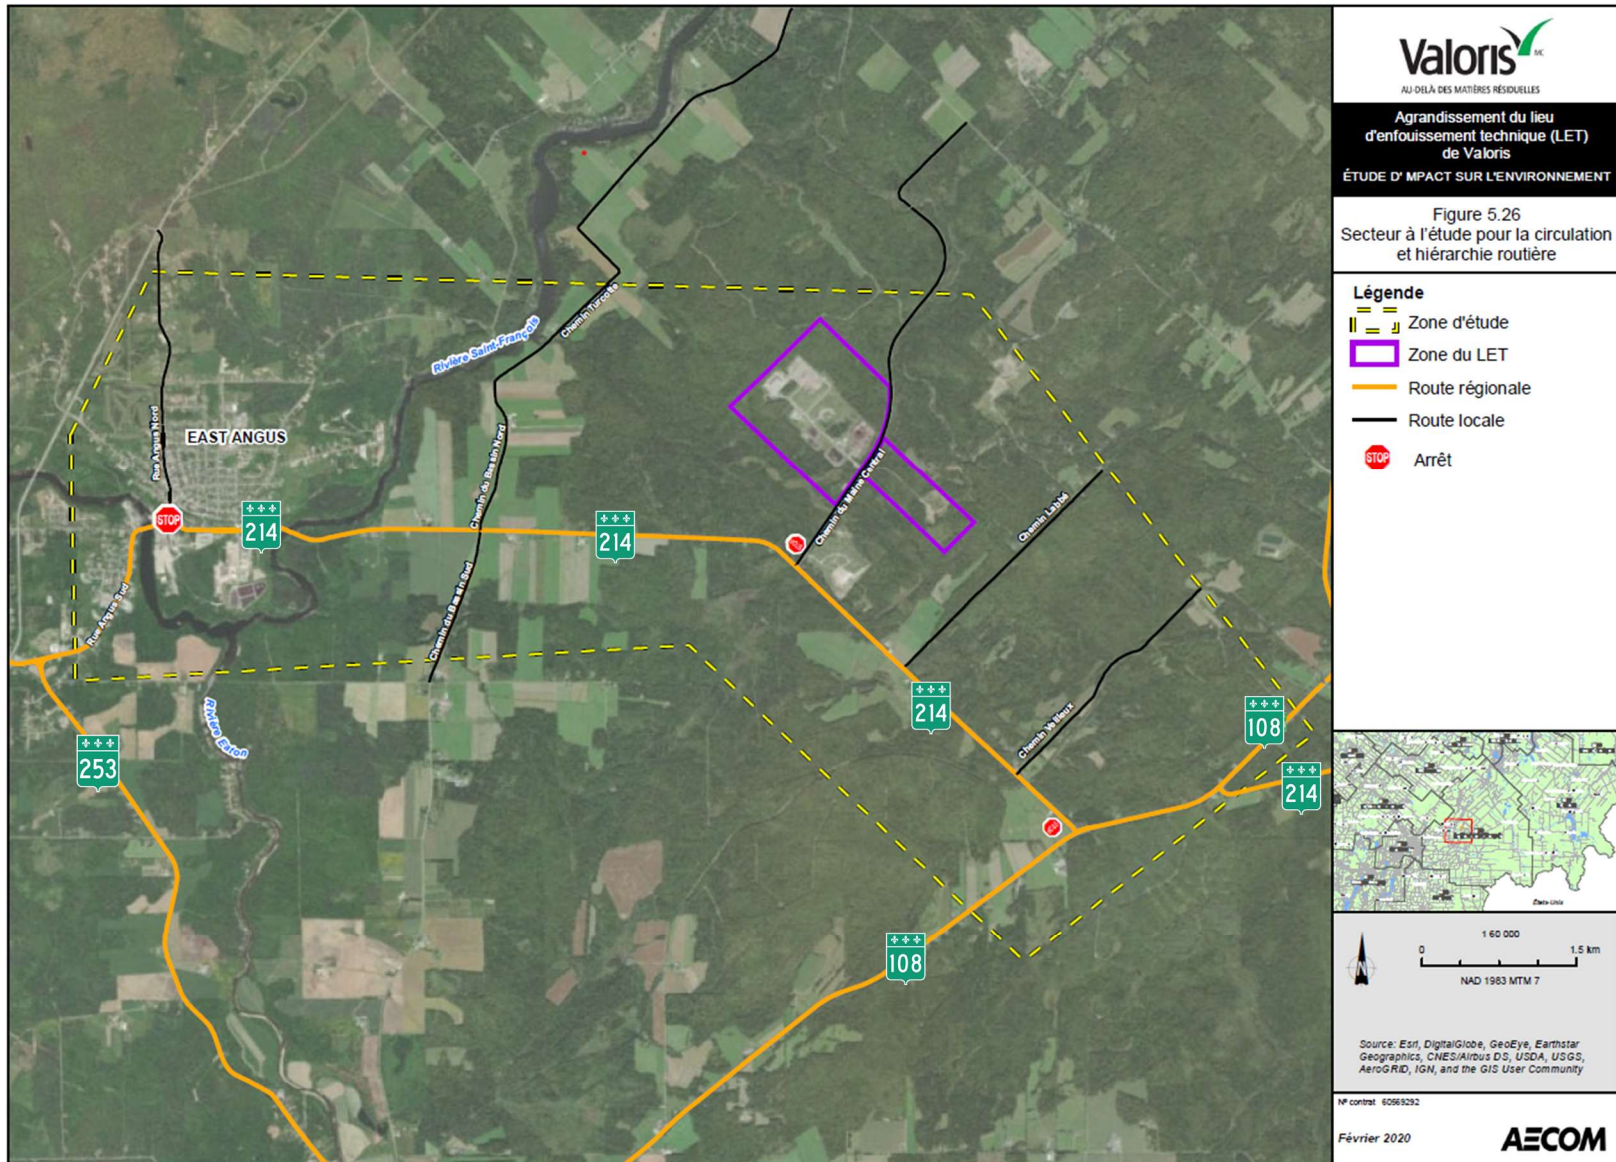 Valoris MC
AU-DELÀ DES MATIÈRES RÉSIDUELLES
Agrandissement du lieu
d'enfouissement technique (LET)
de Valoris
ÉTUDE D' MPACT SUR L'ENVIRONNEMENT
Figure 5.26
Secteur à l'étude pour la circulation
et hiérarchie routière
Légende
Zone d'étude
Zone du LET
Route régionale
Route locale
STOP
Arrêt
États-Unis
1 60 000
0
1.5 km
N
NAD 1983 MTM 7
Source: Esri, DigitalGlobe, GeoEye, Earthstar
Geographics, CNES/Airbus DS, USDA, USGS,
AeroGRID, IGN, and the GIS User Community
Nº contrat 60569292
Février 2020
AECOM
Rivière Saint-François
Chemin Turcotte
Rue Angus Nord
EAST ANGUS
Chemin du Bassin Nord
Chemin du Maine Central
STOP
214
214
Chemin Labbé
Rue Angus Sud
Chemin du Bassin Sud
214
Chemin Veilleux
108
Rivière Eaton
253
214
108